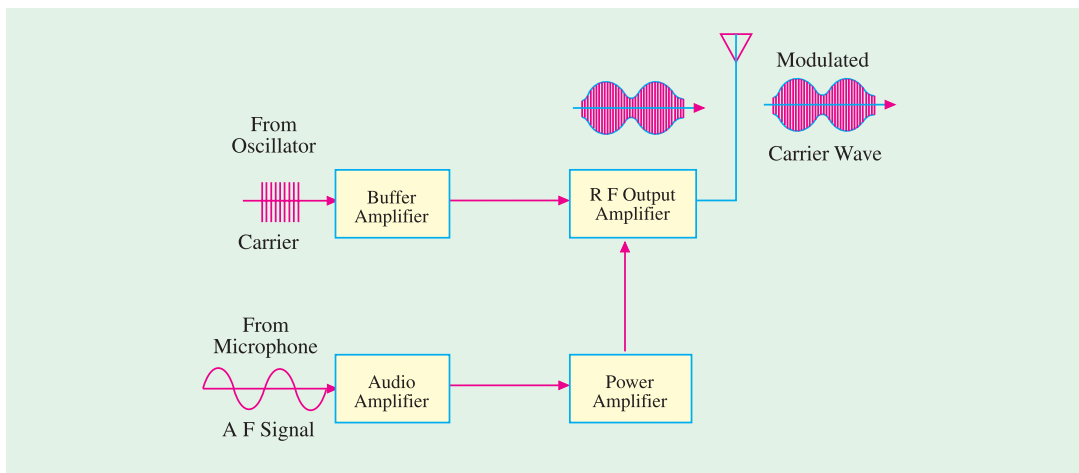 Modulated
Carrier Wave
From
Oscillator
Carrier
Buffer
Amplifier
R F Output
Amplifier
From
Microphone
A F Signal
Audio
Amplifier
Power
Amplifier